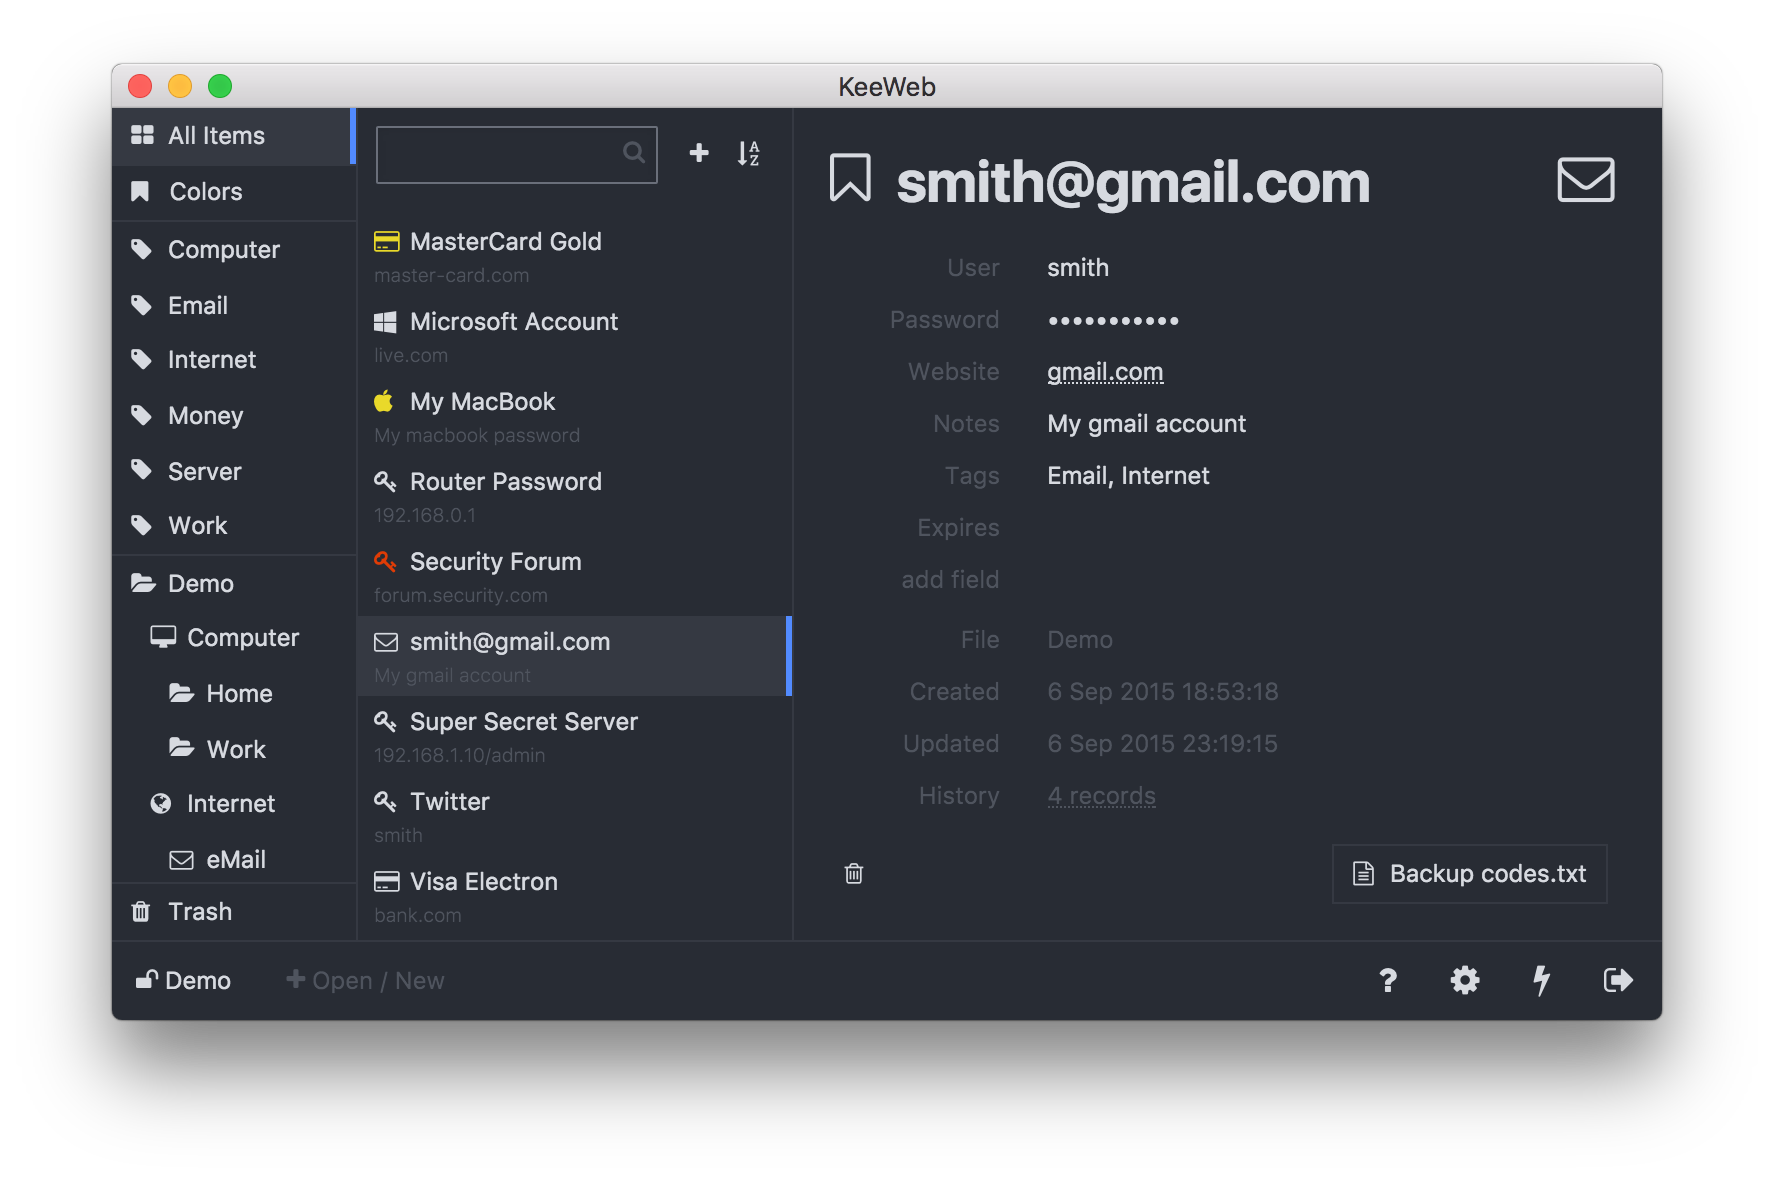 KeeWeb
All Items
Colors
Computer
Email
Internet
Money
Server
Work
Demo
Computer
Home
Work
Internet
eMail
Trash
AZ
MasterCard Gold
master-card.com
Microsoft Account
live.com
My MacBook
My macbook password
Router Password
192.168.0.1
Security Forum
forum.security.com
smith@gmail.com
My gmail account
Super Secret Server
192.168.1.10/admin
Twitter
smith
Visa Electron
bank.com
smith@gmail.com
User smith
Password •••••••••••
Website gmail.com
Notes My gmail account
Tags Email, Internet
Expires
add field
File Demo
Created 6 Sep 2015 18:53:18
Updated 6 Sep 2015 23:19:15
History 4 records
Backup codes.txt
Demo
+ Open / New
?